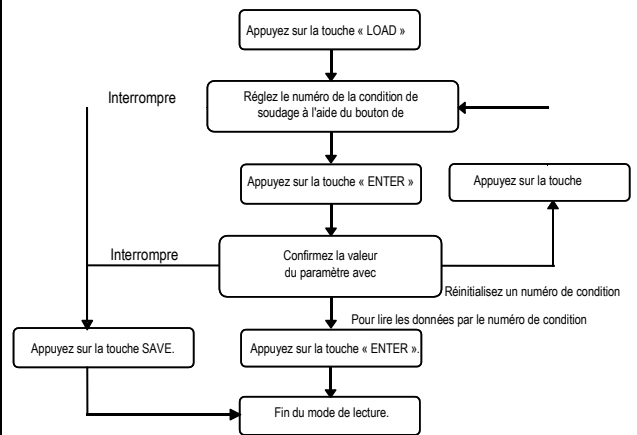 Appuyez sur la touche « LOAD »
Interrompre
Réglez le numéro de la condition de
soudage à l'aide du bouton de
Appuyez sur la touche « ENTER »
Appuyez sur la touche
Interrompre
Confirmez la valeur
du paramètre avec
Réinitialisez un numéro de condition
Pour lire les données par le numéro de condition
Appuyez sur la touche SAVE.
Appuyez sur la touche « ENTER ».
Fin du mode de lecture.